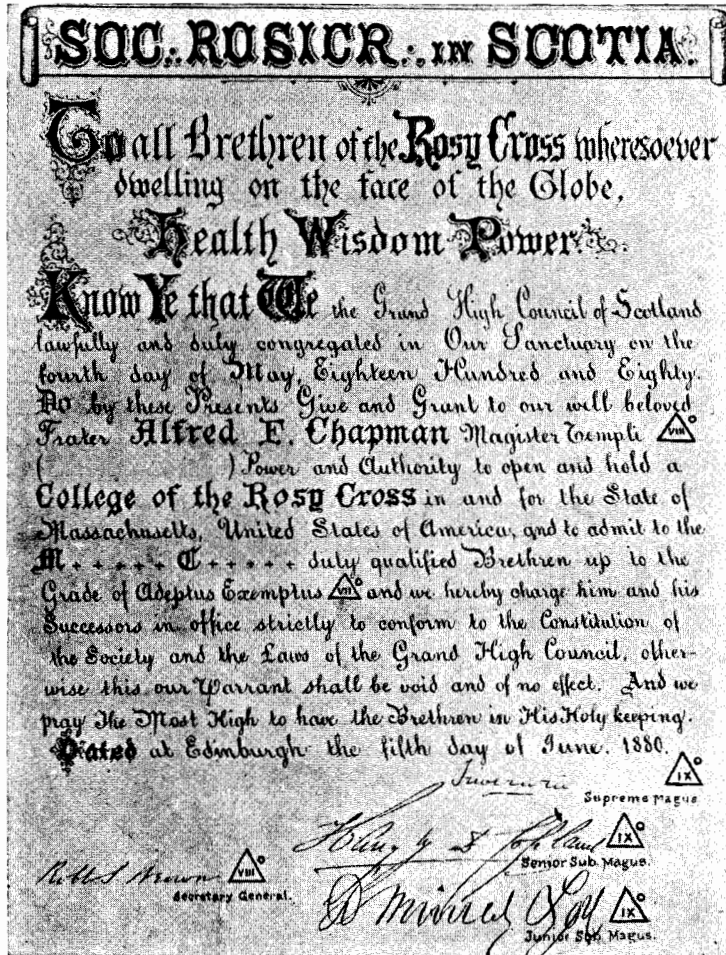 SOC∴ ROSICR∴ IN SCOTIA.
To all Brethren of the Rosy Cross wheresoever
dwelling on the face of the Globe,
Health Wisdom Power.
Know Ye that We the Grand High Council of Scotland
lawfully and duly congregated in Our Sanctuary on the
fourth day of May, Eighteen Hundred and Eighty.
Do by these Presents Give and Grant to our well beloved
Frater Alfred F. Chapman Magister Templi VIII°
( ) Power and Authority to open and hold a
College of the Rosy Cross in and for the State of
Massachusetts, United States of America, and to admit to the
M . . . . . C . . . . . duly qualified Brethren up to the
Grade of Adeptus Exemptus VII° and we hereby charge him and his
Successors in office strictly to conform to the Constitution of
the Society and the Laws of the Grand High Council, other-
wise this our Warrant shall be void and of no effect. And we
pray The Most High to have the Brethren in His Holy keeping.
Dated at Edinburgh the fifth day of June. 1880.
IX°
Supreme Magus
IX°
Senior Sub. Magus.
Robt S Brown VIII°
Secretary General.
IX°
Junior Sub. Magus.